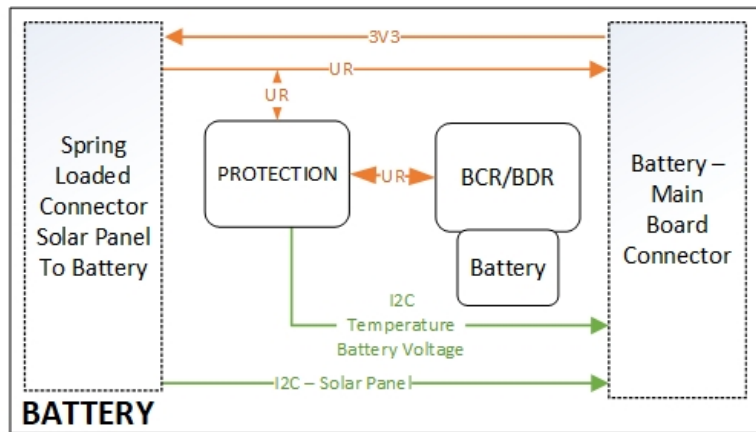 3V3
UR
UR
Spring
Loaded
Connector
Solar Panel
To Battery
PROTECTION
UR
BCR/BDR
Battery
Battery –
Main
Board
Connector
I2C
Temperature
Battery Voltage
I2C – Solar Panel
BATTERY